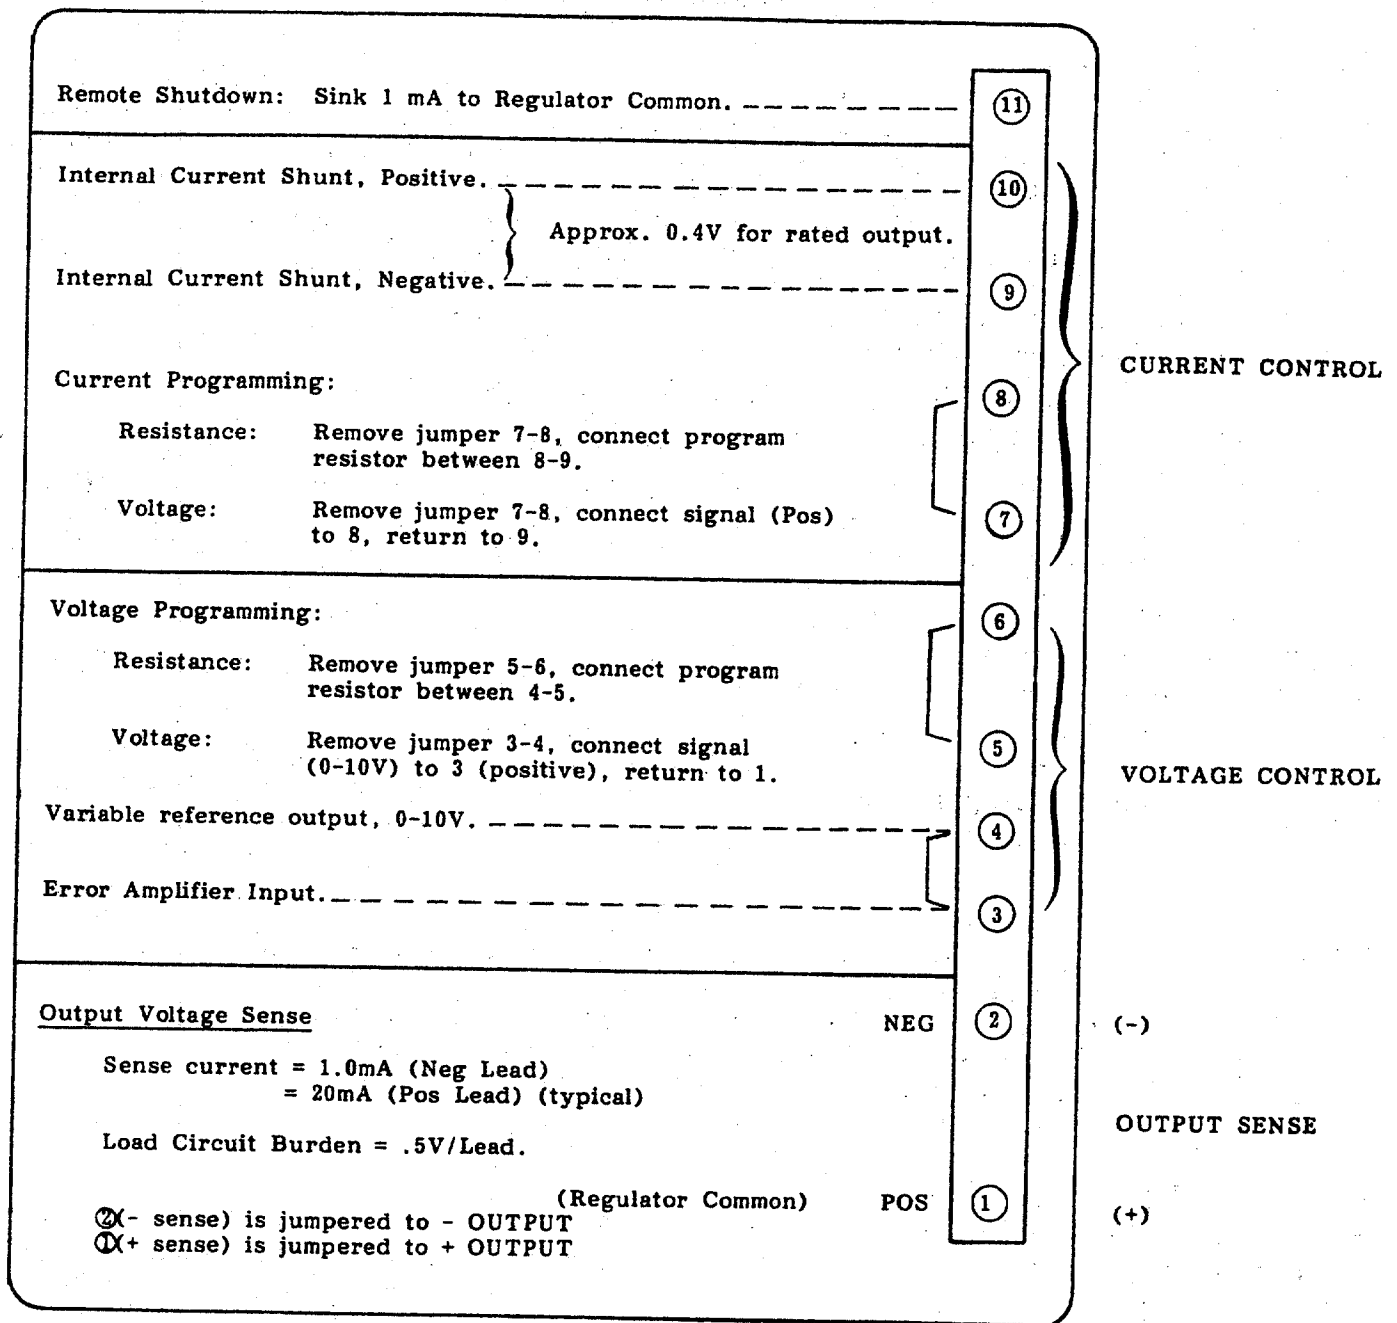 Remote Shutdown: Sink 1 mA to Regulator Common. 11
Internal Current Shunt, Positive. 10
Approx. 0.4V for rated output.
Internal Current Shunt, Negative. 9
CURRENT CONTROL
Current Programming: 8
Resistance: Remove jumper 7-8, connect program
resistor between 8-9.
Voltage: Remove jumper 7-8, connect signal (Pos) 7
to 8, return to 9.
Voltage Programming: 6
Resistance: Remove jumper 5-6, connect program
resistor between 4-5.
Voltage: Remove jumper 3-4, connect signal 5
(0-10V) to 3 (positive), return to 1.
VOLTAGE CONTROL
Variable reference output, 0-10V. 4
Error Amplifier Input. 3
Output Voltage Sense NEG 2 (-)
Sense current = 1.0mA (Neg Lead)
= 20mA (Pos Lead) (typical)
OUTPUT SENSE
Load Circuit Burden = .5V/Lead.
(Regulator Common) POS 1 (+)
2(- sense) is jumpered to - OUTPUT
1(+ sense) is jumpered to + OUTPUT